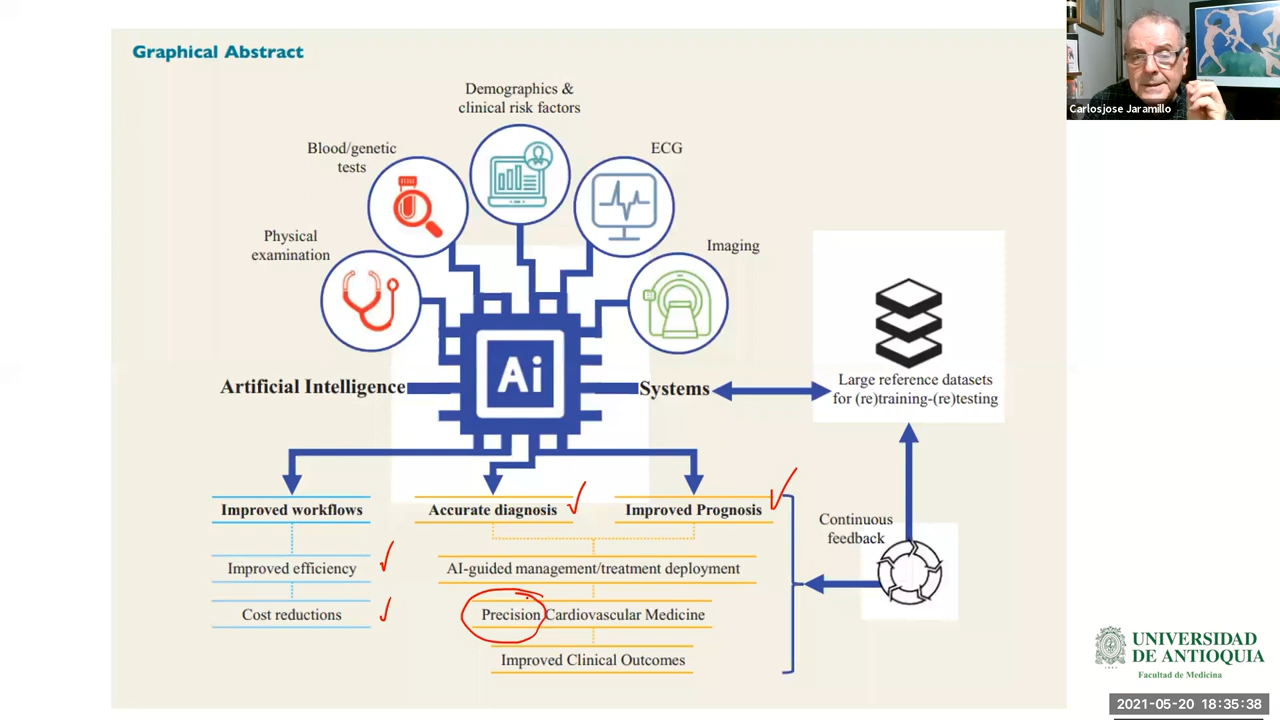 Graphical Abstract
Demographics &
clinical risk factors
Blood/genetic
tests
ECG
Physical
examination
Imaging
Artificial Intelligence
Ai
Systems
Large reference datasets
for (re)training-(re)testing
Improved workflows
Accurate diagnosis
Improved Prognosis
Continuous
feedback
Improved efficiency
AI-guided management/treatment deployment
Cost reductions
Precision Cardiovascular Medicine
Improved Clinical Outcomes
Carlosjose Jaramillo
UNIVERSIDAD
DE ANTIOQUIA
Facultad de Medicina
2021-05-20 18:35:38